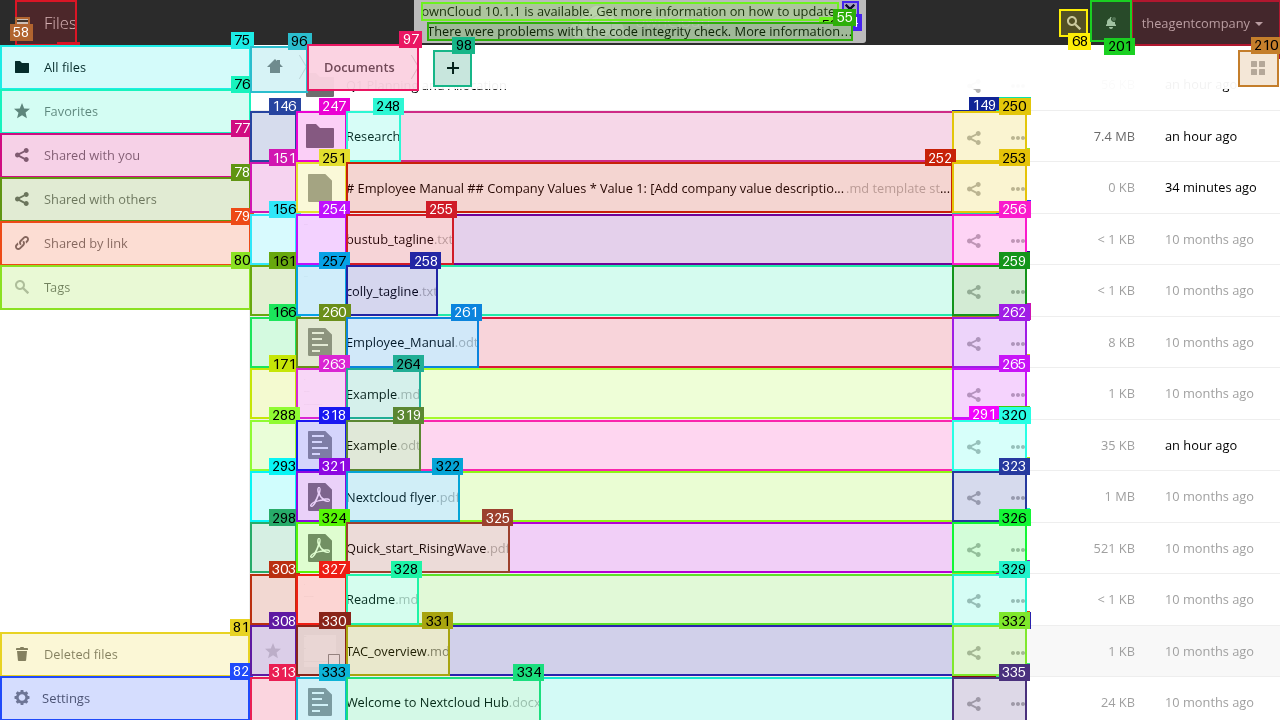 Files
ownCloud 10.1.1 is available. Get more information on how to update
There were problems with the code integrity check. More information…
theagentcompany
58
55
68
201
75
96
97
98
210
All files
Documents
+
76
Favorites
an hour ago
146
247
248
149
250
Research
7.4 MB
an hour ago
77
Shared with you
151
251
252
253
# Employee Manual ## Company Values * Value 1: [Add company value descriptio... .md template st...
0 KB
34 minutes ago
78
Shared with others
156
254
255
256
bustub_tagline.txt
< 1 KB
10 months ago
79
Shared by link
161
257
258
259
colly_tagline.txt
< 1 KB
10 months ago
80
Tags
166
260
261
262
Employee_Manual.odt
8 KB
10 months ago
171
263
264
265
Example.md
1 KB
10 months ago
288
318
319
291
320
Example.odt
35 KB
an hour ago
293
321
322
323
Nextcloud flyer.pdf
1 MB
10 months ago
298
324
325
326
Quick_start_RisingWave.pdf
521 KB
10 months ago
303
327
328
329
Readme.md
< 1 KB
10 months ago
81
Deleted files
308
330
331
332
TAC_overview.md
1 KB
10 months ago
82
Settings
313
333
334
335
Welcome to Nextcloud Hub.docx
24 KB
10 months ago